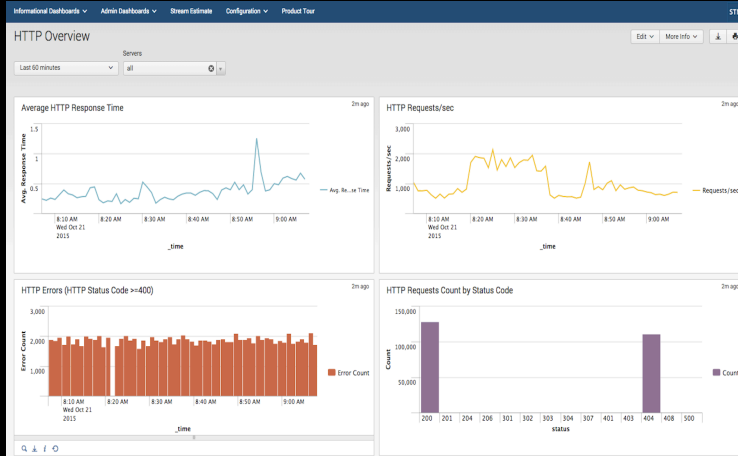 Informational Dashboards Admin Dashboards Stream Estimate Configuration Product Tour
HTTP Overview
Edit More Info
Servers
Last 60 minutes all
Average HTTP Response Time 2m ago
1.5
1
0.5
Avg. Response Time
Avg. Re...se Time
8:10 AM 8:20 AM 8:30 AM 8:40 AM 8:50 AM 9:00 AM
Wed Oct 21
2015
_time
HTTP Requests/sec 2m ago
3,000
2,000
1,000
Requests/sec
Requests/sec
8:10 AM 8:20 AM 8:30 AM 8:40 AM 8:50 AM 9:00 AM
Wed Oct 21
2015
_time
HTTP Errors (HTTP Status Code >=400) 2m ago
3,000
2,000
1,000
Error Count
Error Count
8:10 AM 8:20 AM 8:30 AM 8:40 AM 8:50 AM 9:00 AM
Wed Oct 21
2015
_time
HTTP Requests Count by Status Code 2m ago
150,000
100,000
50,000
Count
Count
200 201 204 206 301 302 303 304 307 401 403 404 408 500
status